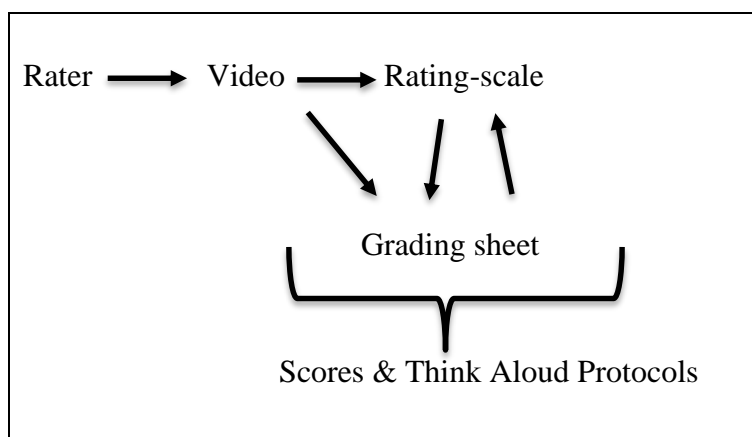 Rater Video Rating-scale
Grading sheet
Scores & Think Aloud Protocols